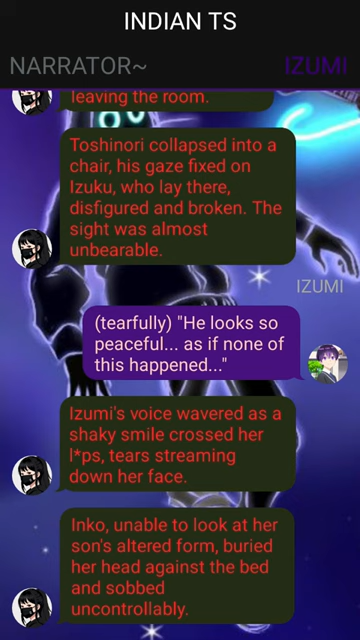 INDIAN TS
NARRATOR~
IZUMI
leaving the room.
Toshinori collapsed into a
chair, his gaze fixed on
Izuku, who lay there,
disfigured and broken. The
sight was almost
unbearable.
IZUMI
(tearfully) "He looks so
peaceful... as if none of
this happened..."
Izumi's voice wavered as a
shaky smile crossed her
l*ps, tears streaming
down her face.
Inko, unable to look at her
son's altered form, buried
her head against the bed
and sobbed
uncontrollably.